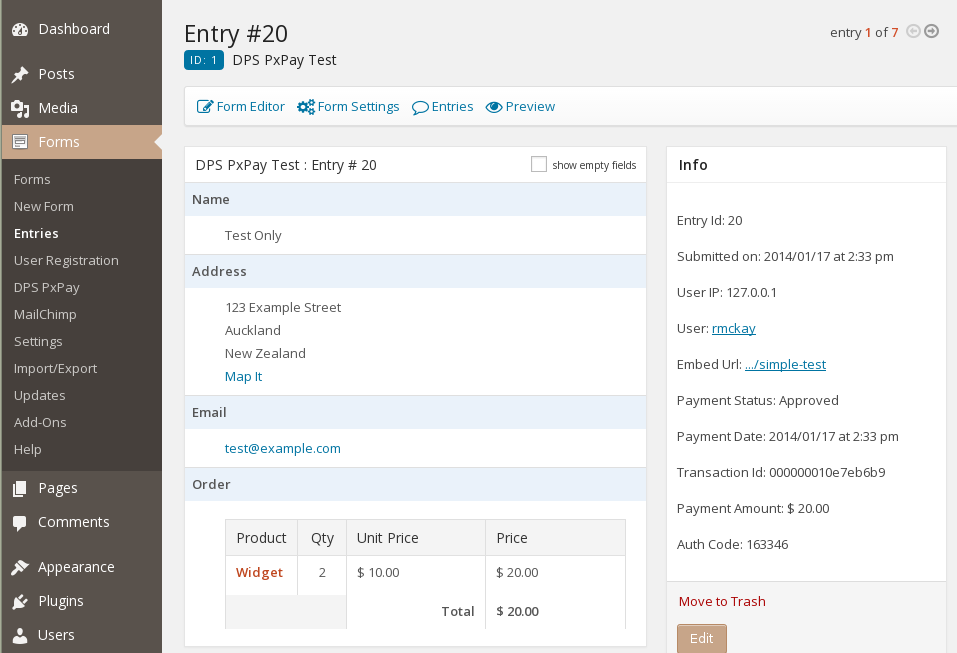 Dashboard
Posts
Media
Forms
Forms
New Form
Entries
User Registration
DPS PxPay
MailChimp
Settings
Import/Export
Updates
Add-Ons
Help
Pages
Comments
Appearance
Plugins
Users
Entry #20
ID: 1 DPS PxPay Test
entry 1 of 7
Form Editor Form Settings Entries Preview
DPS PxPay Test : Entry # 20 show empty fields
Name
Test Only
Address
123 Example Street
Auckland
New Zealand
Map It
Email
test@example.com
Order
Product Qty Unit Price Price
Widget 2 $ 10.00 $ 20.00
Total $ 20.00
Info
Entry Id: 20
Submitted on: 2014/01/17 at 2:33 pm
User IP: 127.0.0.1
User: rmckay
Embed Url: .../simple-test
Payment Status: Approved
Payment Date: 2014/01/17 at 2:33 pm
Transaction Id: 000000010e7eb6b9
Payment Amount: $ 20.00
Auth Code: 163346
Move to Trash
Edit